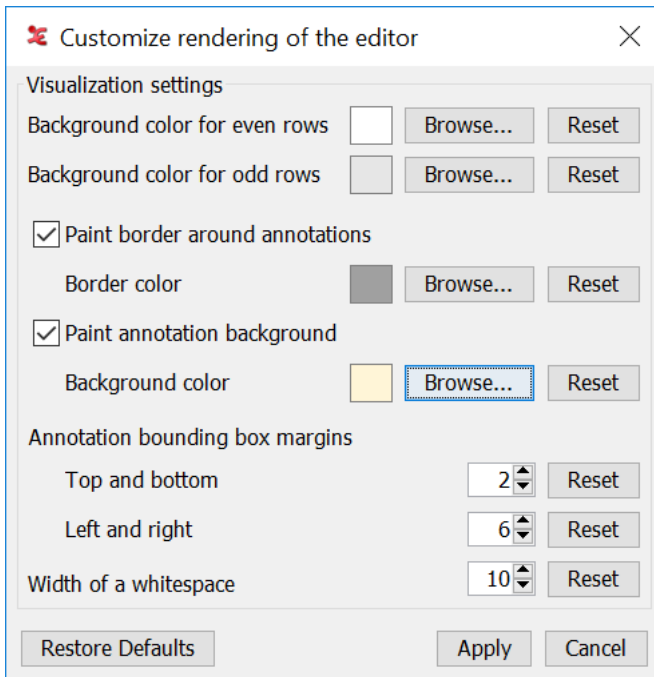 Customize rendering of the editor
Visualization settings
Background color for even rows Browse... Reset
Background color for odd rows Browse... Reset
Paint border around annotations
Border color Browse... Reset
Paint annotation background
Background color Browse... Reset
Annotation bounding box margins
Top and bottom 2 Reset
Left and right 6 Reset
Width of a whitespace 10 Reset
Restore Defaults Apply Cancel